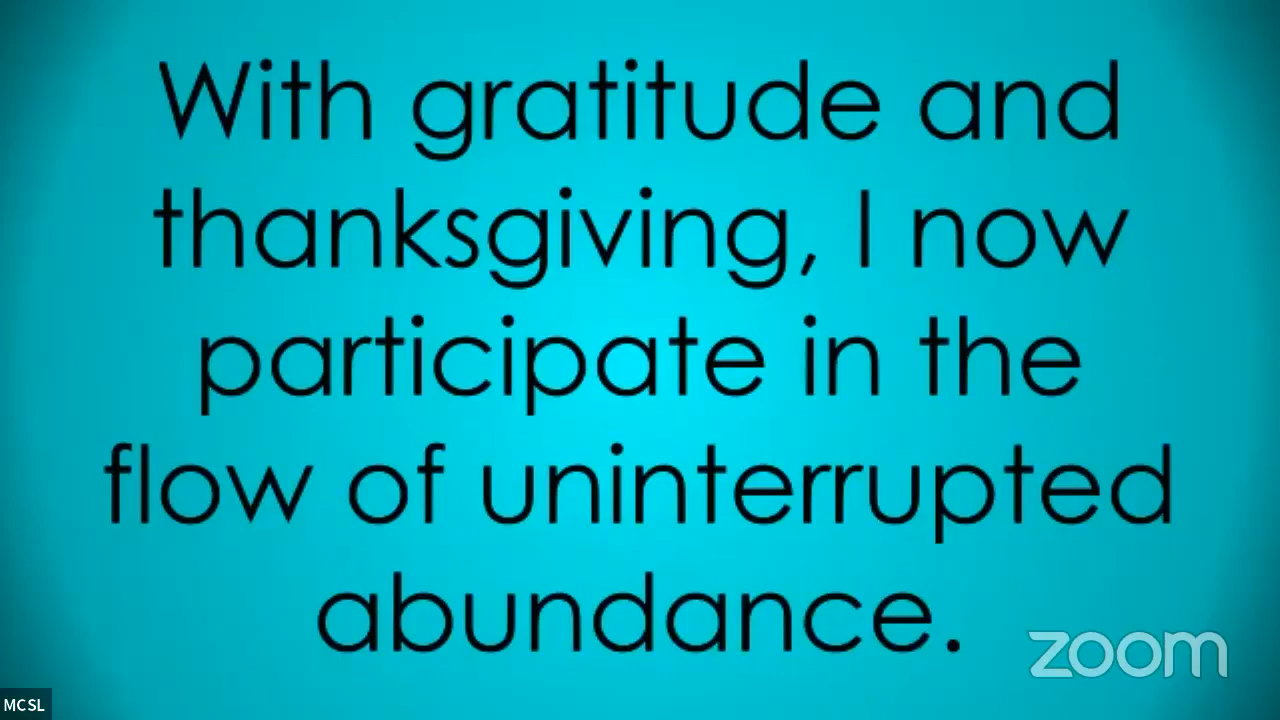 With gratitude and
thanksgiving, I now
participate in the
flow of uninterrupted
abundance.
zoom
MCSL